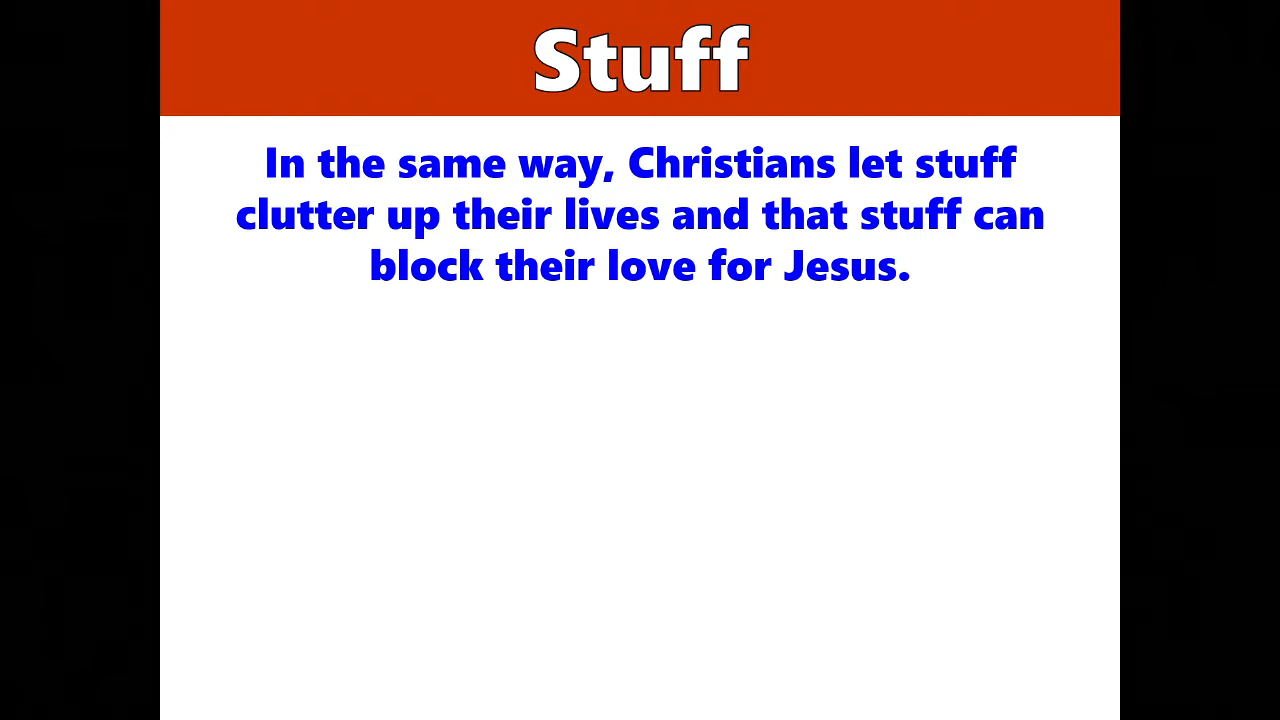 Stuff
In the same way, Christians let stuff
clutter up their lives and that stuff can
block their love for Jesus.